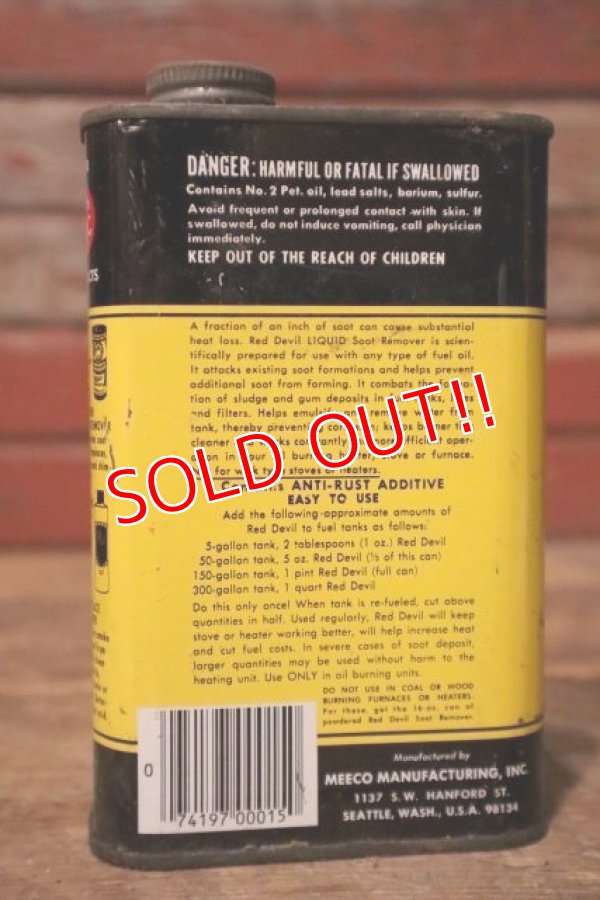 DANGER: HARMFUL OR FATAL IF SWALLOWED
Contains No. 2 Pet. oil, lead salts, barium, sulfur.
Avoid frequent or prolonged contact with skin. If
swallowed, do not induce vomiting, call physician
immediately.
KEEP OUT OF THE REACH OF CHILDREN
A fraction of an inch of soot can cause substantial
heat loss. Red Devil LIQUID Soot Remover is scien-
tifically prepared for use with any type of fuel oil.
It attacks existing soot formations and helps prevent
additional soot from forming. It combats the
tion of sludge and gum deposits in
and filters. Helps
tank, thereby preventing
cleaner
in your oil burning heater, stove or furnace.
for wick type stoves or heaters.
Contains ANTI-RUST ADDITIVE
EASY TO USE
Add the following approximate amounts of
Red Devil to fuel tanks as follows:
5-gallon tank, 2 tablespoons (1 oz.) Red Devil
50-gallon tank, 5 oz. Red Devil (⅓ of this can)
150-gallon tank, 1 pint Red Devil (full can)
300-gallon tank, 1 quart Red Devil
Do this only once! When tank is re-fueled, cut above
quantities in half. Used regularly, Red Devil will keep
stove or heater working better, will help increase heat
and cut fuel costs. In severe cases of soot deposit,
larger quantities may be used without harm to the
heating unit. Use ONLY in oil burning units.
DO NOT USE IN COAL OR WOOD
BURNING FURNACES OR HEATERS.
For these, get the 16-oz. can of
powdered Red Devil Soot Remover.
SOLD OUT!!
0 74197 00015
Manufactured by
MEECO MANUFACTURING, INC.
1137 S.W. HANFORD ST.
SEATTLE, WASH., U.S.A. 98134